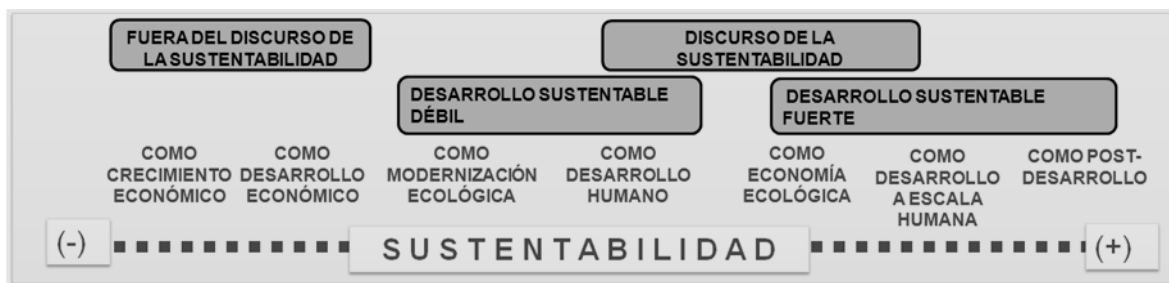 FUERA DEL DISCURSO DE
LA SUSTENTABILIDAD
DISCURSO DE LA
SUSTENTABILIDAD
DESARROLLO SUSTENTABLE
DÉBIL
DESARROLLO SUSTENTABLE
FUERTE
COMO
CRECIMIENTO
ECONÓMICO
COMO
DESARROLLO
ECONÓMICO
COMO
MODERNIZACIÓN
ECOLÓGICA
COMO
DESARROLLO
HUMANO
COMO
ECONOMÍA
ECOLÓGICA
COMO
DESARROLLO
A ESCALA
HUMANA
COMO POST-
DESARROLLO
(-)
SUSTENTABILIDAD
(+)